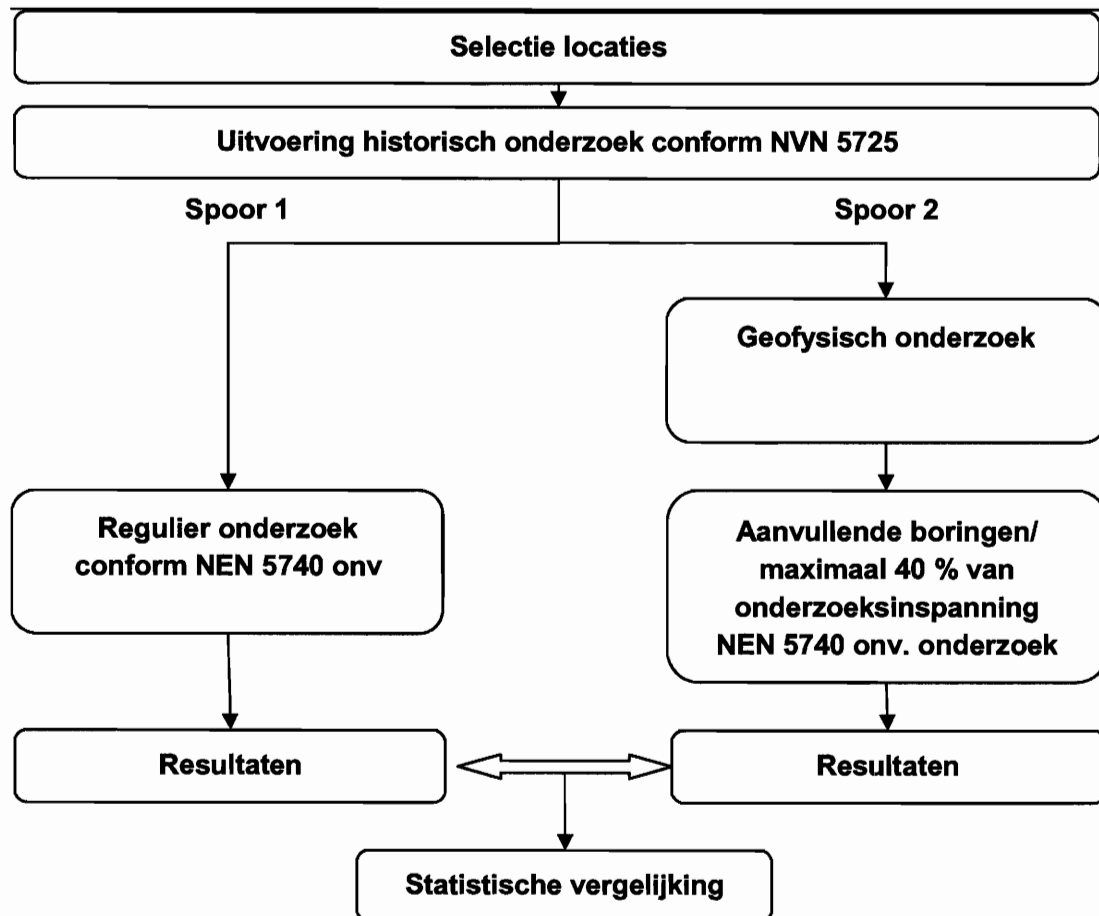 Selectie locaties
Uitvoering historisch onderzoek conform NVN 5725
Spoor 1
Spoor 2
Geofysisch onderzoek
Regulier onderzoek
conform NEN 5740 onv
Aanvullende boringen/
maximaal 40 % van
onderzoeksinspanning
NEN 5740 onv. onderzoek
Resultaten
Resultaten
Statistische vergelijking